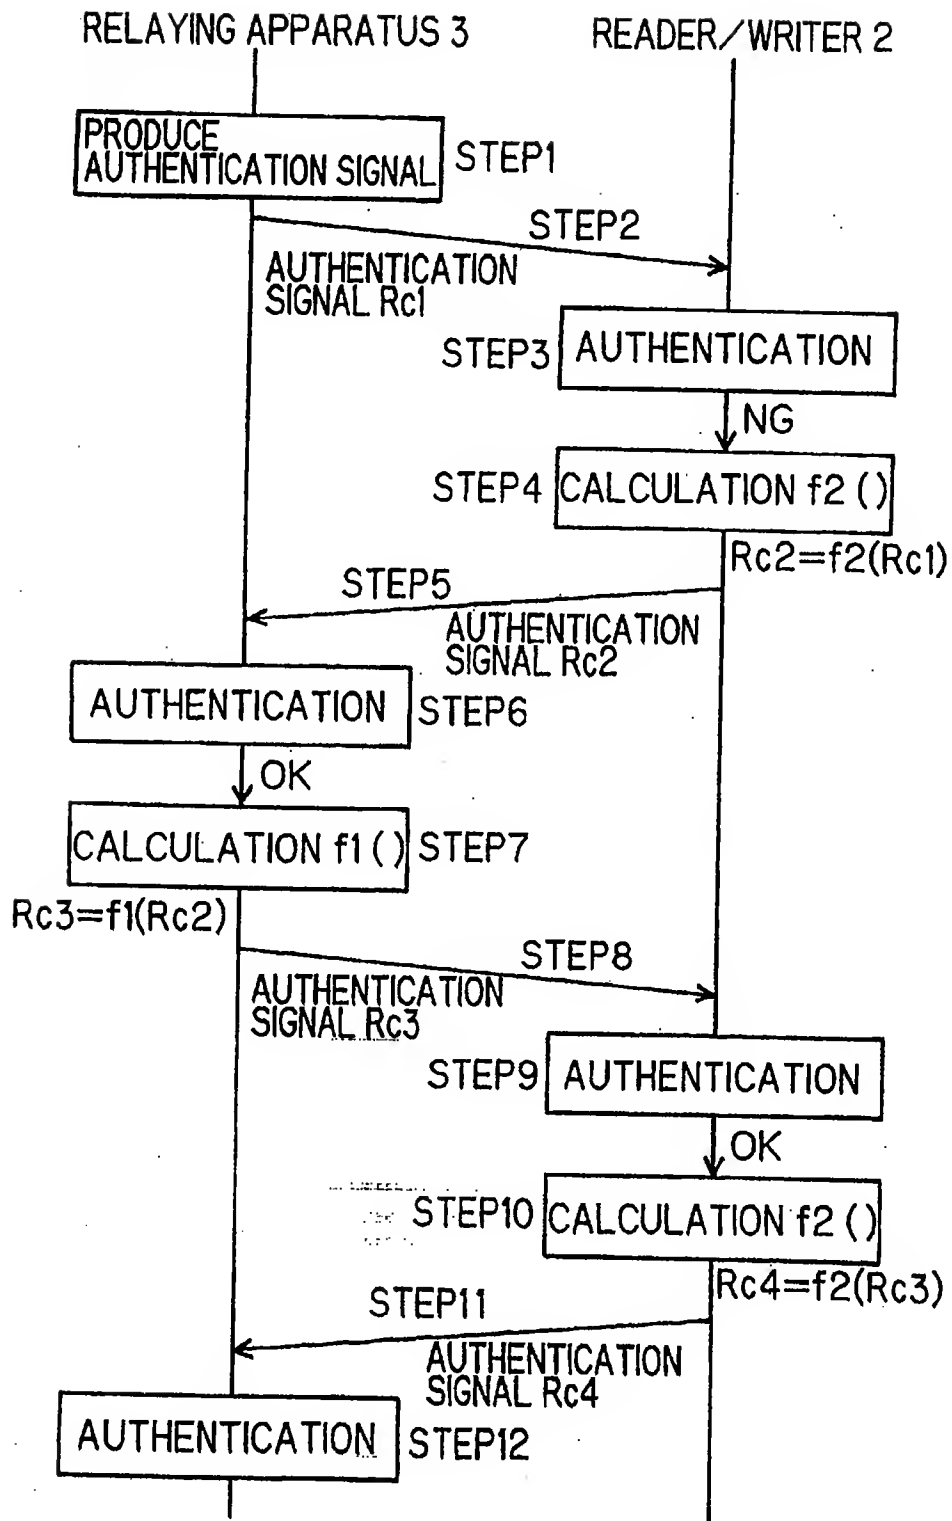 RELAYING APPARATUS 3
READER/WRITER 2
PRODUCE
AUTHENTICATION SIGNAL
STEP1
STEP2
AUTHENTICATION
SIGNAL Rc1
STEP3
AUTHENTICATION
NG
STEP4
CALCULATION f2 ( )
Rc2=f2(Rc1)
STEP5
AUTHENTICATION
SIGNAL Rc2
AUTHENTICATION
STEP6
OK
CALCULATION f1 ( )
STEP7
Rc3=f1(Rc2)
STEP8
AUTHENTICATION
SIGNAL Rc3
STEP9
AUTHENTICATION
OK
STEP10
CALCULATION f2 ( )
Rc4=f2(Rc3)
STEP11
AUTHENTICATION
SIGNAL Rc4
AUTHENTICATION
STEP12